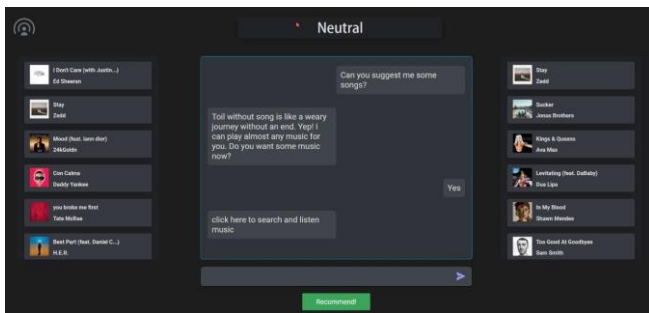 Neutral
I Don't Care (with Justin...)
Ed Sheeran
Stay
Zedd
Mood (feat. iann dior)
24kGoldn
Con Calma
Daddy Yankee
you broke me first
Tate McRae
Best Part (feat. Daniel C...)
H.E.R.
Can you suggest me some
songs?
Toil without song is like a weary
journey without an end. Yep! I
can play almost any music for
you. Do you want some music
now?
Yes
click here to search and listen
music
Recommend!
Stay
Zedd
Sucker
Jonas Brothers
Kings & Queens
Ava Max
Levitating (feat. DaBaby)
Dua Lipa
In My Blood
Shawn Mendes
Too Good At Goodbyes
Sam Smith